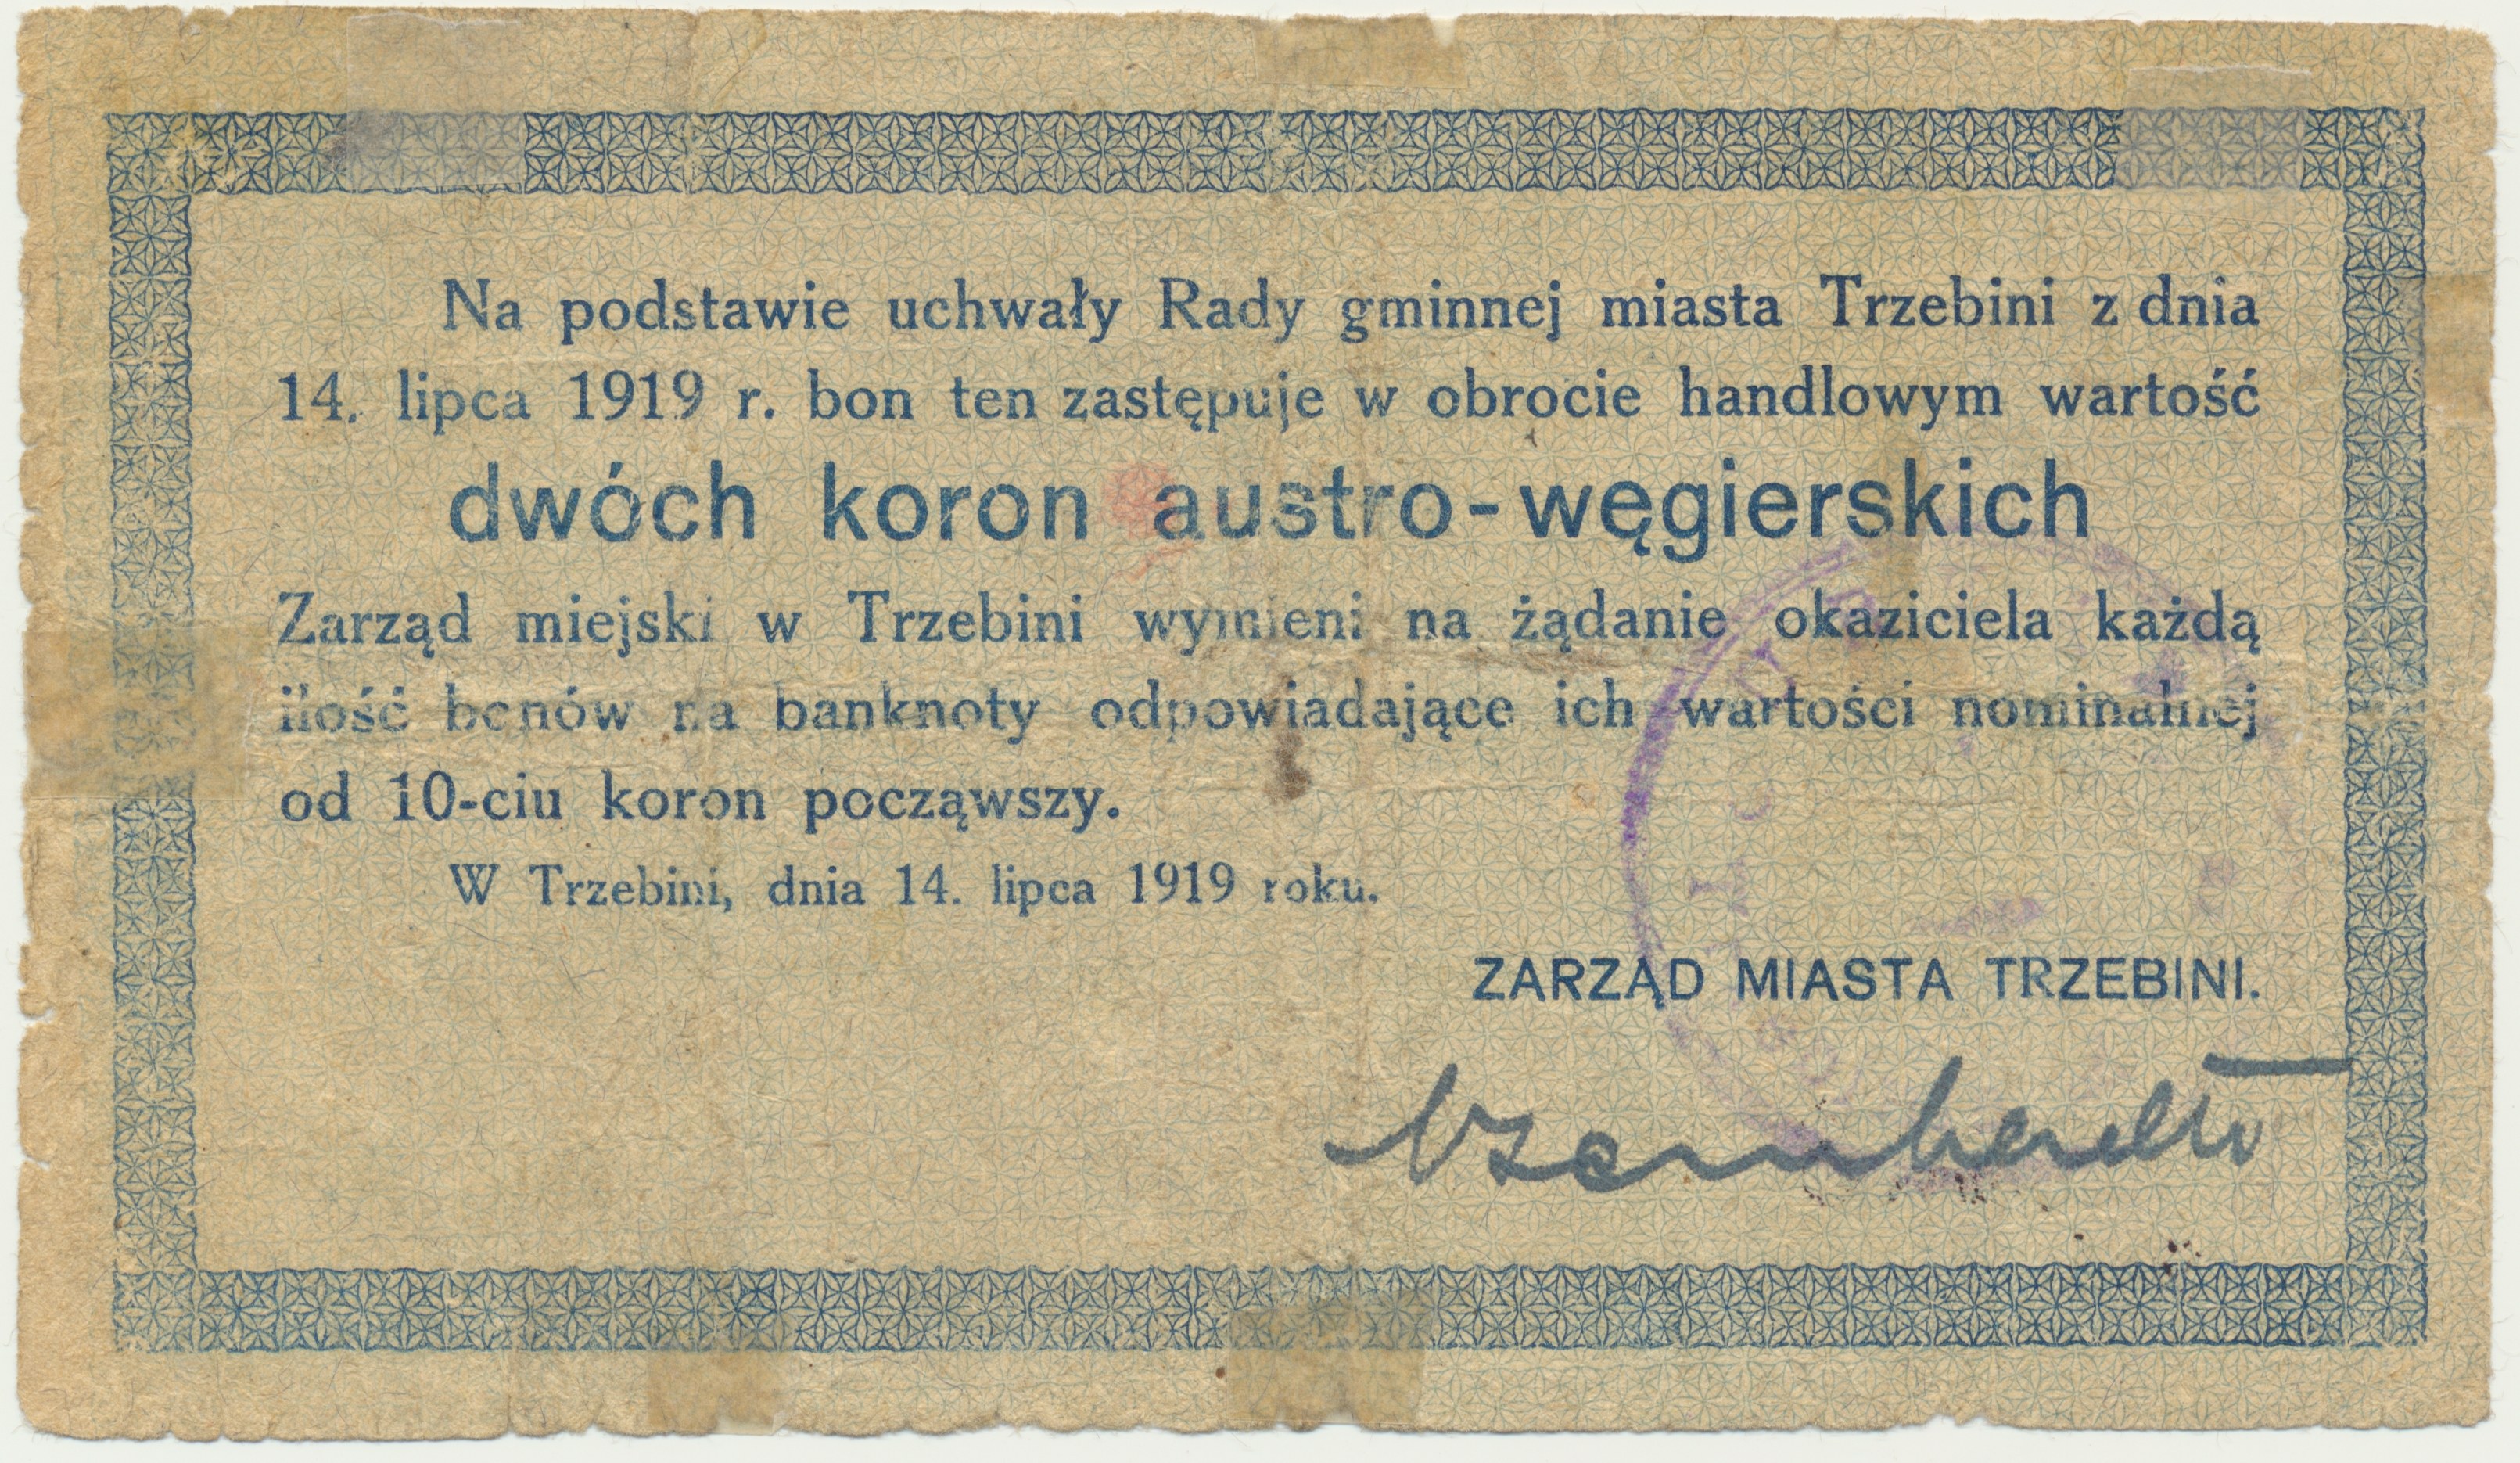 Na podstawie uchwały Rady gminnej miasta Trzebini z dnia
14. lipca 1919 r. bon ten zastępuje w obrocie handlowym wartość
dwóch koron austro-węgierskich
Zarząd miejski w Trzebini wymieni na żądanie okaziciela każdą
ilość bonów na banknoty odpowiadające ich wartości nominalnej
od 10-ciu koron począwszy.
W Trzebini, dnia 14. lipca 1919 roku.
ZARZĄD MIASTA TRZEBINI.